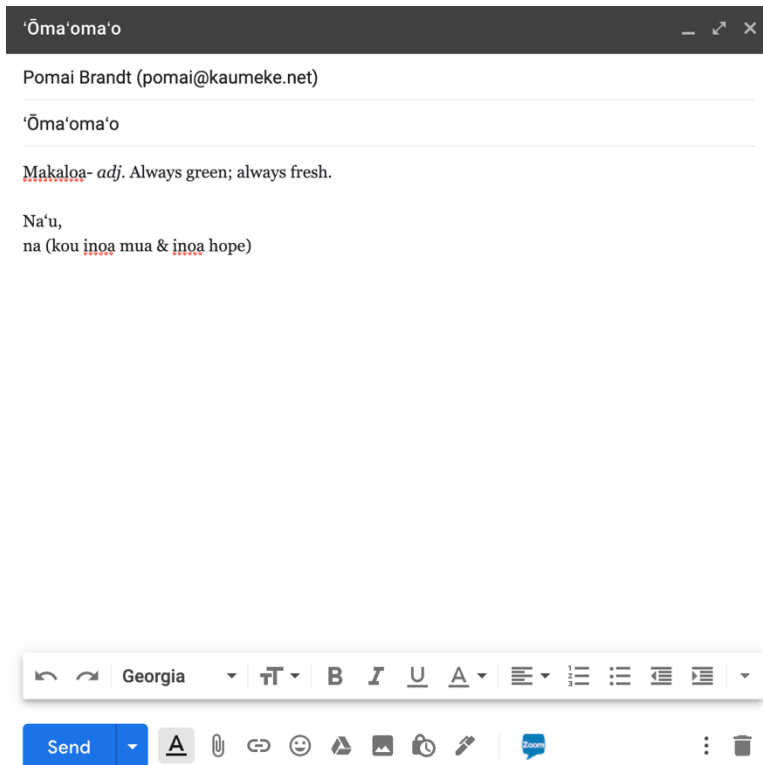 ʻŌmaʻomaʻo
Pomai Brandt (pomai@kaumeke.net)
ʻŌmaʻomaʻo
Makaloa- adj. Always green; always fresh.
Naʻu,
na (kou inoa mua & inoa hope)
Georgia
Send
Zoom